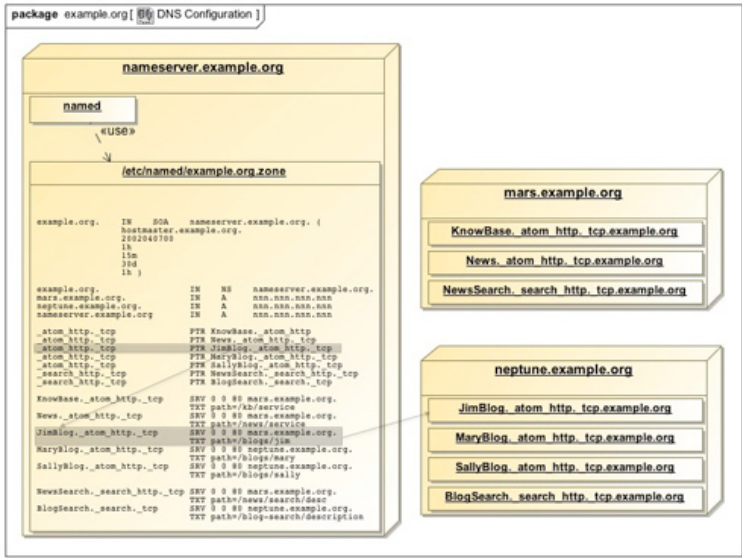 package example.org [ DNS Configuration ]
nameserver.example.org
named
«use»
/etc/named/example.org.zone
example.org. IN SOA nameserver.example.org. (
hostmaster.example.org.
2002040700
1h
15m
30d
1h )
example.org. IN NS nameserver.example.org.
mars.example.org. IN A nnn.nnn.nnn.nnn
neptune.example.org. IN A nnn.nnn.nnn.nnn
nameserver.example.org IN A nnn.nnn.nnn.nnn
_atom_http._tcp PTR KnowBase._atom_http
_atom_http._tcp PTR News._atom_http._tcp
_atom_http._tcp PTR JimBlog._atom_http._tcp
_atom_http._tcp PTR MaryBlog._atom_http._tcp
_atom_http._tcp PTR SallyBlog._atom_http._tcp
_search_http._tcp PTR NewsSearch._search_http._tcp
_search_http._tcp PTR BlogSearch._search._tcp
KnowBase._atom_http._tcp SRV 0 0 80 mars.example.org.
TXT path=/kb/service
News._atom_http._tcp SRV 0 0 80 mars.example.org.
TXT path=/news/service
JimBlog._atom_http._tcp SRV 0 0 80 mars.example.org.
TXT path=/blogs/jim
MaryBlog._atom_http._tcp SRV 0 0 80 neptune.example.org.
TXT path=/blogs/mary
SallyBlog._atom_http._tcp SRV 0 0 80 neptune.example.org.
TXT path=/blogs/sally
NewsSearch._search_http._tcp SRV 0 0 80 mars.example.org.
TXT path=/news/search/desc
BlogSearch._search._tcp SRV 0 0 80 neptune.example.org.
TXT path=/blog-search/description
mars.example.org
KnowBase._atom_http._tcp.example.org
News._atom_http._tcp.example.org
NewsSearch._search_http._tcp.example.org
neptune.example.org
JimBlog._atom_http._tcp.example.org
MaryBlog._atom_http._tcp.example.org
SallyBlog._atom_http._tcp.example.org
BlogSearch._search_http._tcp.example.org